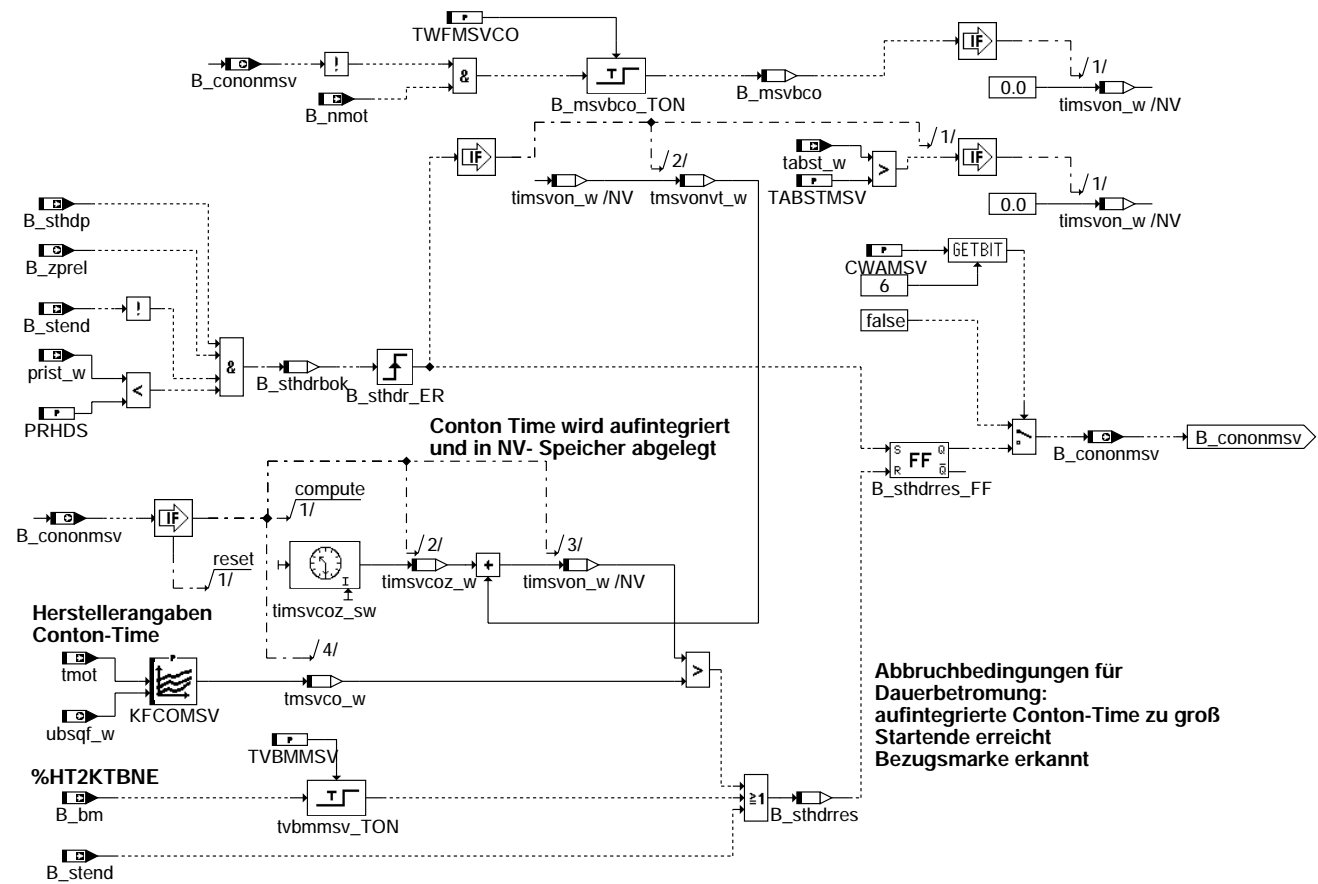 P
TWFMSVCO
B_cononmsv
!
B_nmot
&
T
B_msvbco_TON
B_msvbco
IF
1/
0.0
timsvon_w /NV
IF
2/
timsvon_w /NV
tmsvonvt_w
1/
tabst_w
P
TABSTMSV
>
IF
1/
0.0
timsvon_w /NV
B_sthdp
B_zprel
B_stend
!
prist_w
P
PRHDS
<
&
B_sthdrbok
B_sthdr_ER
P
CWAMSV
6
GETBIT
false
Conton Time wird aufintegriert
und in NV- Speicher abgelegt
S Q
FF
R Q
B_sthdrres_FF
B_cononmsv
B_cononmsv
B_cononmsv
IF
compute
1/
reset
1/
I
timsvcoz_sw
2/
timsvcoz_w
+
3/
timsvon_w /NV
4/
Herstellerangaben
Conton-Time
tmot
ubsqf_w
P
KFCOMSV
tmsvco_w
>
Abbruchbedingungen für
Dauerbetromung:
aufintegrierte Conton-Time zu groß
Startende erreicht
Bezugsmarke erkannt
P
TVBMMSV
%HT2KTBNE
B_bm
T
tvbmmsv_TON
B_stend
≧1
B_sthdrres